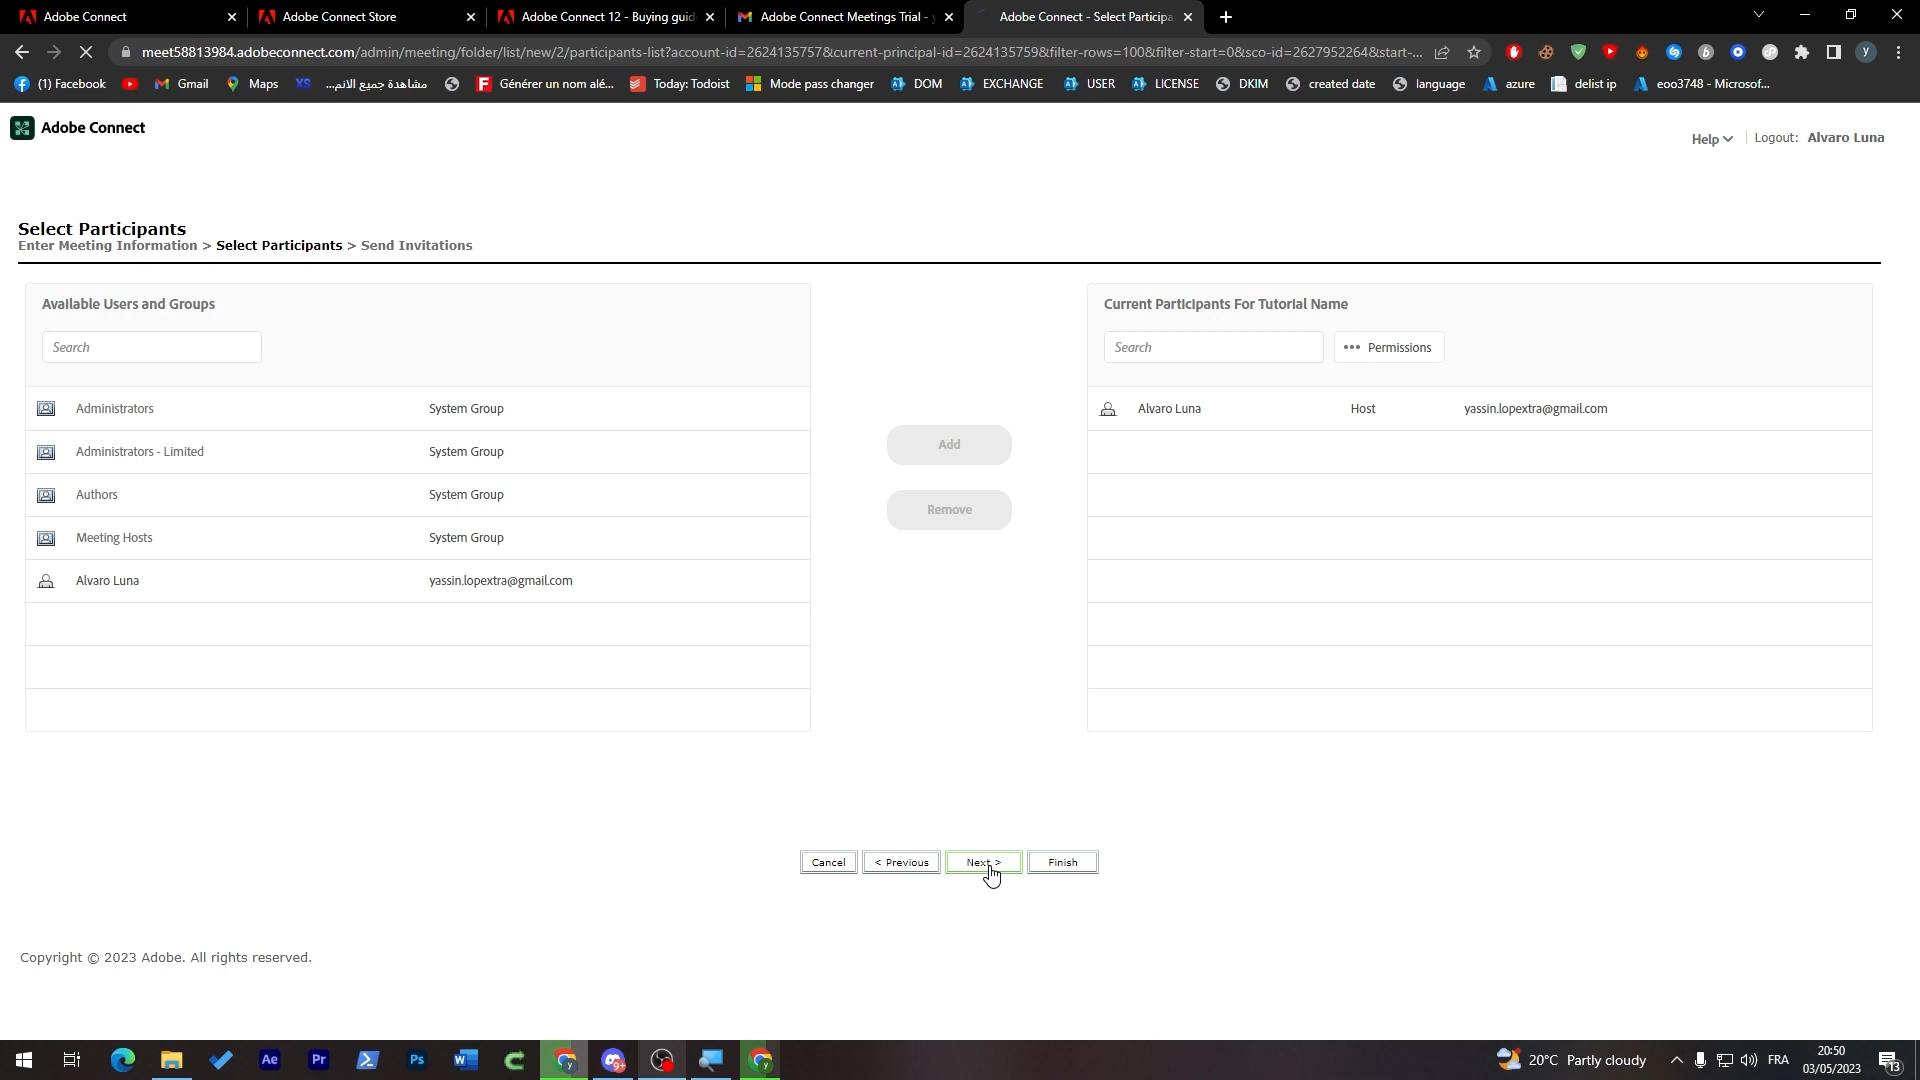 Adobe Connect
Adobe Connect Store
Adobe Connect 12 - Buying guid
Adobe Connect Meetings Trial -
Adobe Connect - Select Participa
meet58813984.adobeconnect.com/admin/meeting/folder/list/new/2/participants-list?account-id=2624135757&current-principal-id=2624135759&filter-rows=100&filter-start=0&sco-id=2627952264&start-...
y
(1) Facebook
Gmail
Maps
XS
مشاهدة جميع الانم...
Générer un nom alé...
Today: Todoist
Mode pass changer
DOM
EXCHANGE
USER
LICENSE
DKIM
created date
language
azure
delist ip
eoo3748 - Microsof...
Adobe Connect
Help
Logout: Alvaro Luna
Select Participants
Enter Meeting Information > Select Participants > Send Invitations
Available Users and Groups
Search
Administrators System Group
Administrators - Limited System Group
Authors System Group
Meeting Hosts System Group
Alvaro Luna yassin.lopextra@gmail.com
Add
Remove
Current Participants For Tutorial Name
Search
Permissions
Alvaro Luna Host yassin.lopextra@gmail.com
Cancel
< Previous
Next >
Finish
Copyright © 2023 Adobe. All rights reserved.
Ae
Pr
Ps
9+
20°C Partly cloudy
FRA
20:50
03/05/2023
13